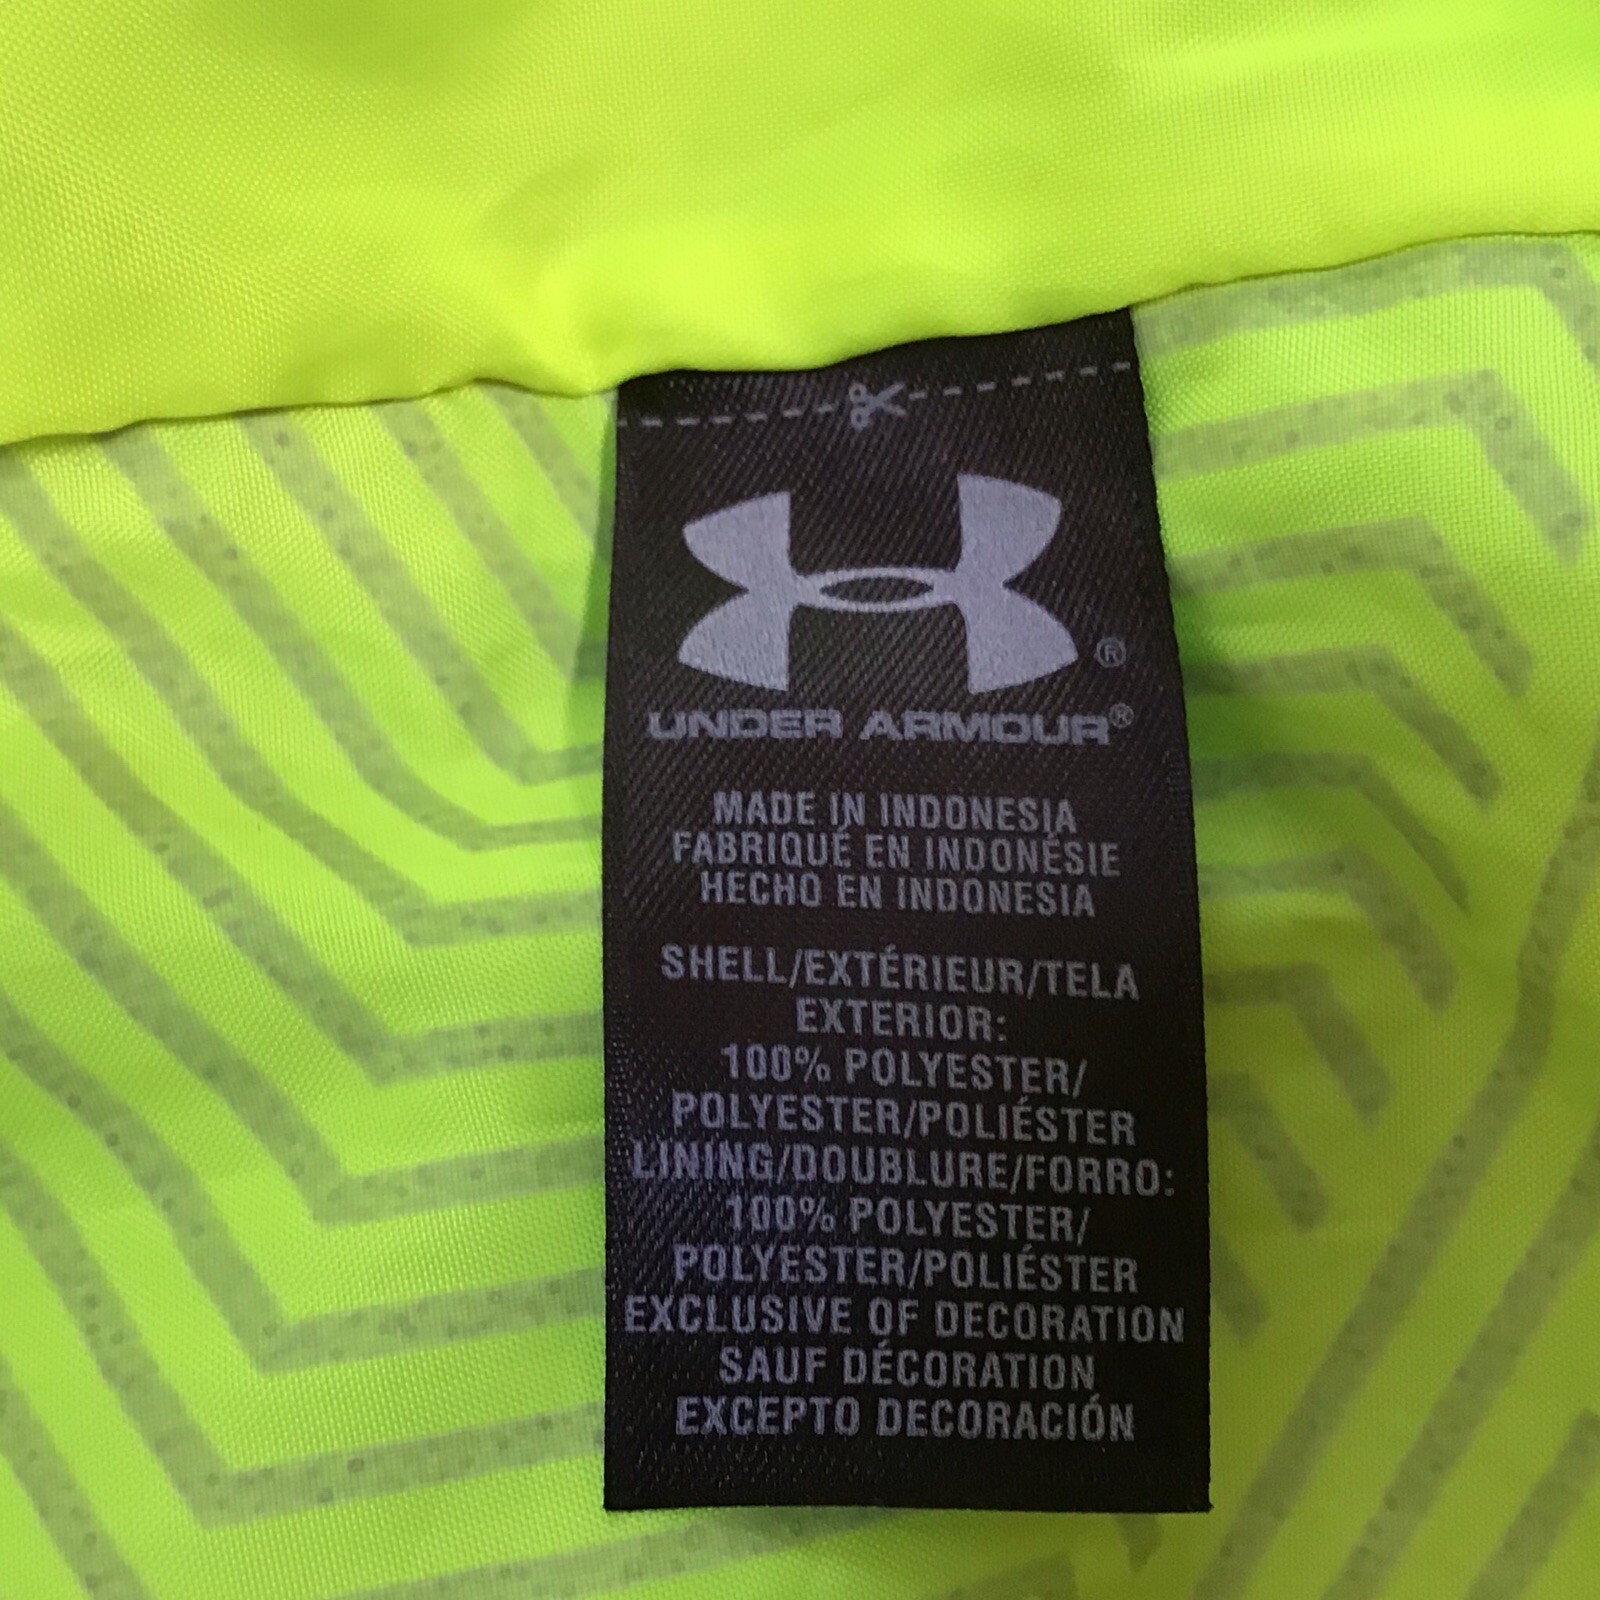 ®
UNDER ARMOUR®
MADE IN INDONESIA
FABRIQUÉ EN INDONÉSIE
HECHO EN INDONESIA
SHELL/EXTÉRIEUR/TELA
EXTERIOR:
100% POLYESTER/
POLYESTER/POLIÉSTER
LINING/DOUBLURE/FORRO:
100% POLYESTER/
POLYESTER/POLIÉSTER
EXCLUSIVE OF DECORATION
SAUF DÉCORATION
EXCEPTO DECORACIÓN